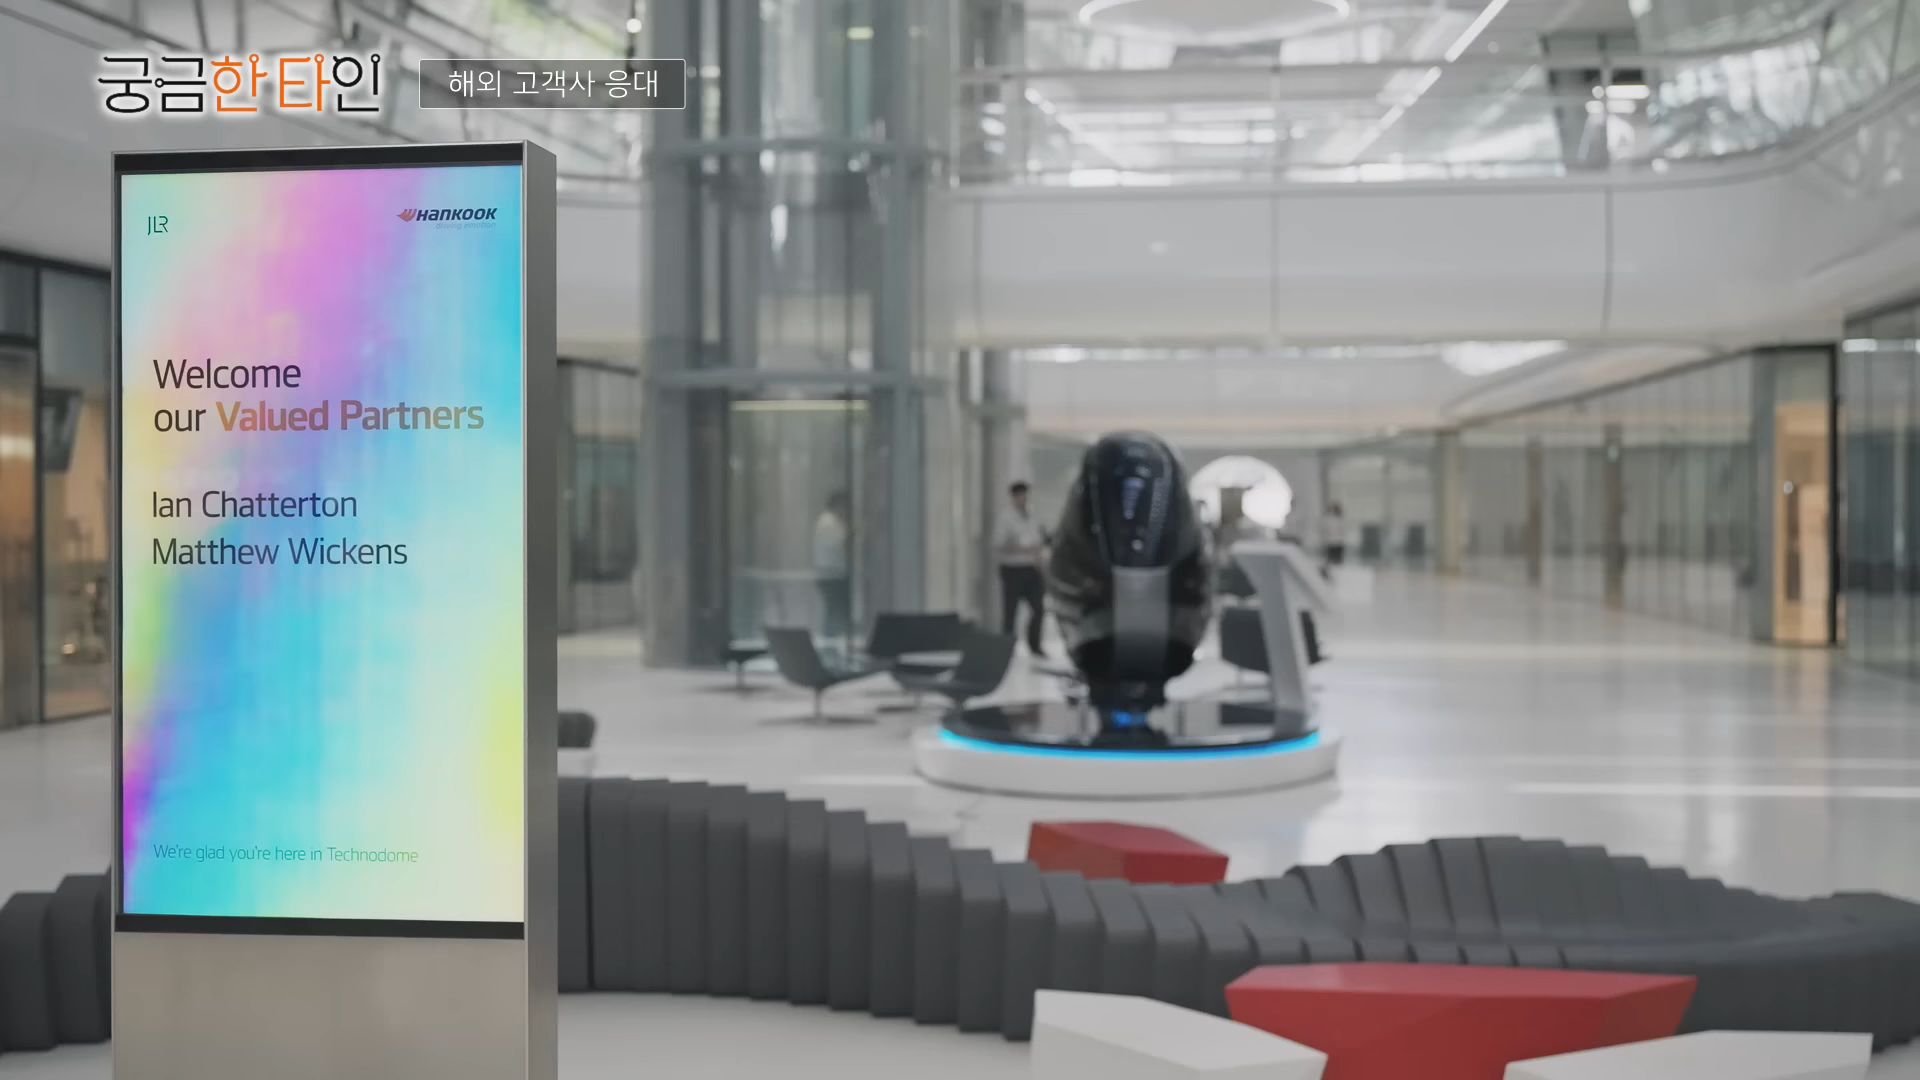 궁금한 타인
해외 고객사 응대
JLR
HANKOOK
driving emotion
Welcome
our Valued Partners
Ian Chatterton
Matthew Wickens
We're glad you're here in Technodome